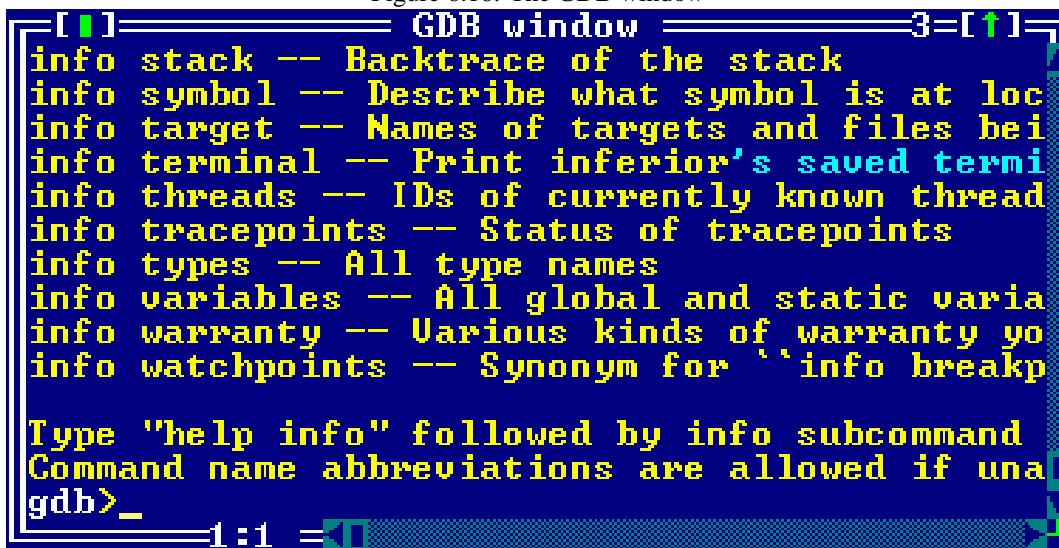 =[▮]= GDB window =3=[↑]=
info stack -- Backtrace of the stack
info symbol -- Describe what symbol is at loc
info target -- Names of targets and files bei
info terminal -- Print inferior's saved termi
info threads -- IDs of currently known thread
info tracepoints -- Status of tracepoints
info types -- All type names
info variables -- All global and static varia
info warranty -- Various kinds of warranty yo
info watchpoints -- Synonym for ``info breakp
Type "help info" followed by info subcommand
Command name abbreviations are allowed if una
gdb>_
1:1